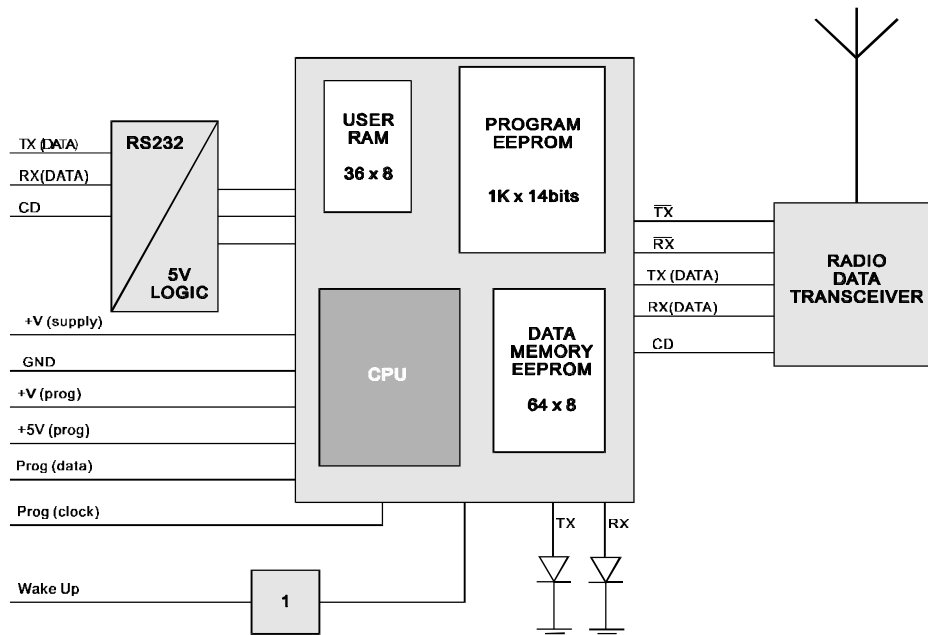 TX (DATA)
RX(DATA)
CD
RS232
5V
LOGIC
+V (supply)
GND
+V (prog)
+5V (prog)
Prog (data)
Prog (clock)
Wake Up
1
USER
RAM
36 x 8
PROGRAM
EEPROM
1K x 14bits
CPU
DATA
MEMORY
EEPROM
64 x 8
TX
RX
T̅X̅
R̅X̅
TX (DATA)
RX(DATA)
CD
RADIO
DATA
TRANSCEIVER